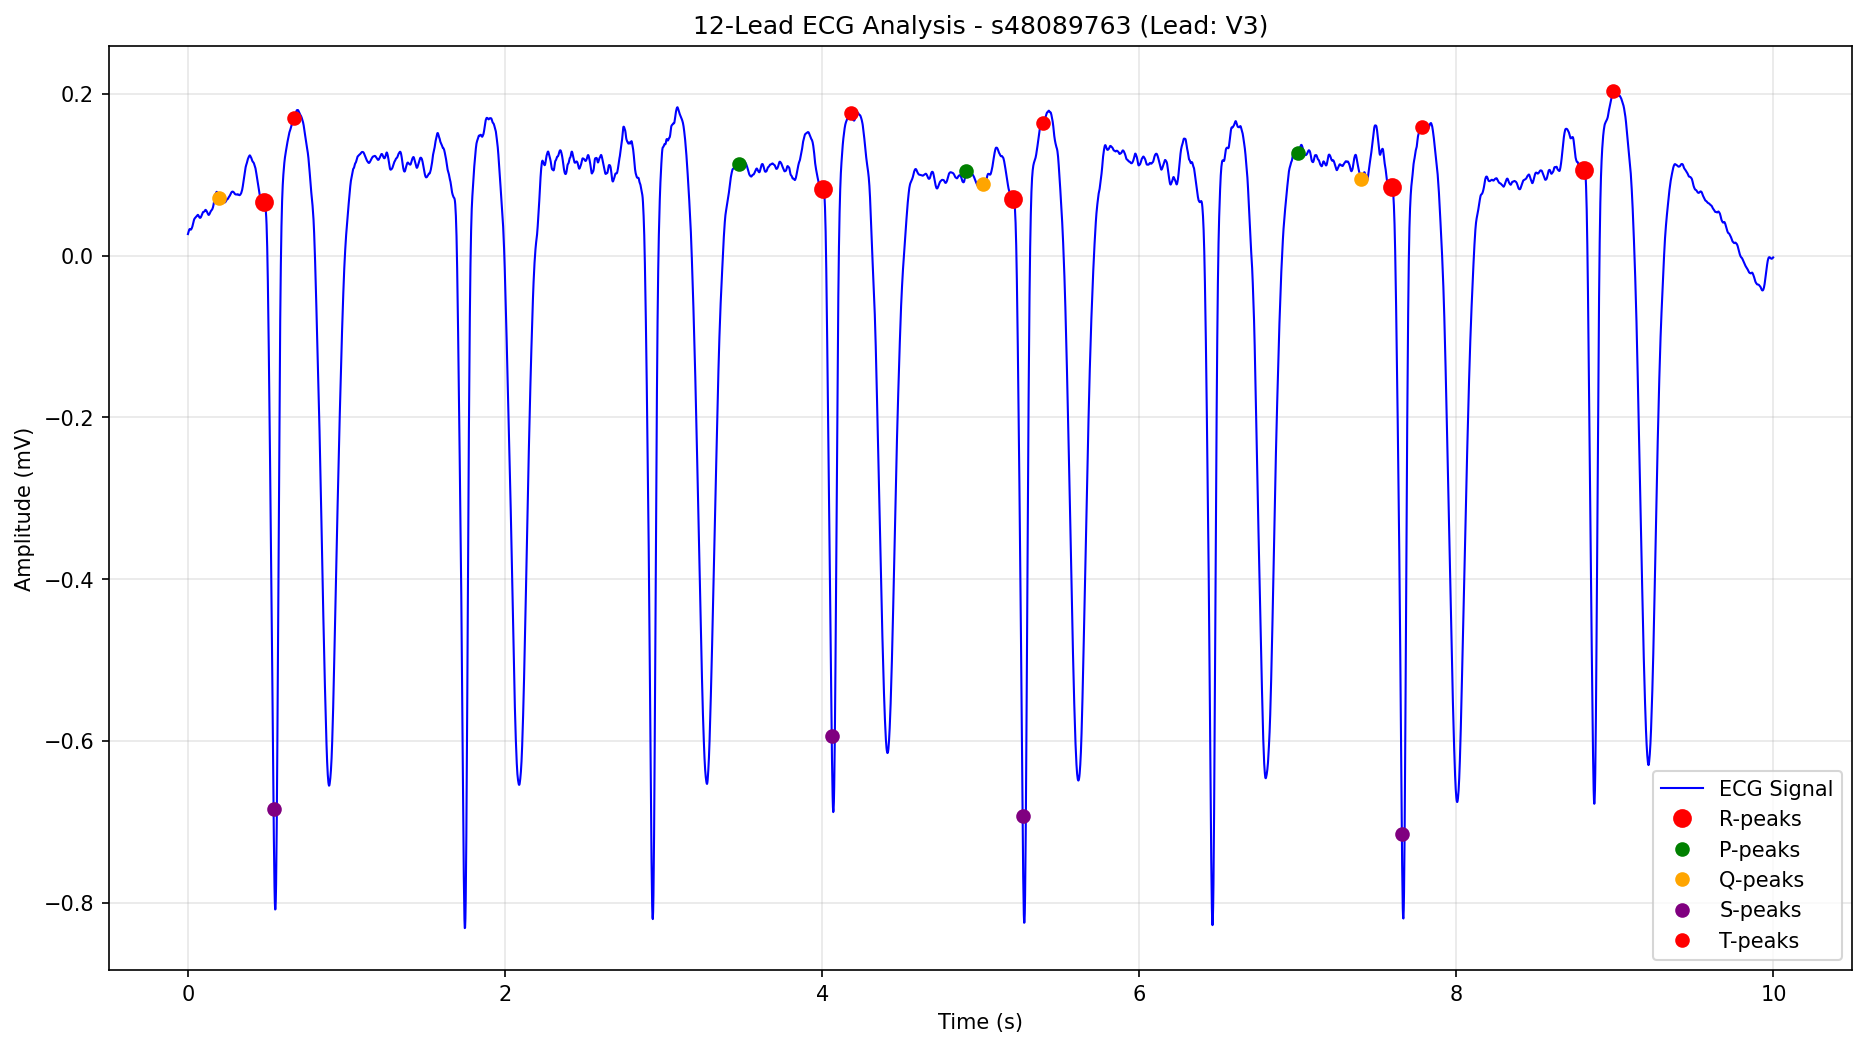 12-Lead ECG Analysis - s48089763 (Lead: V3)
0.2
0.0
−0.2
−0.4
−0.6
−0.8
Amplitude (mV)
0 2 4 6 8 10
Time (s)
ECG Signal
R-peaks
P-peaks
Q-peaks
S-peaks
T-peaks